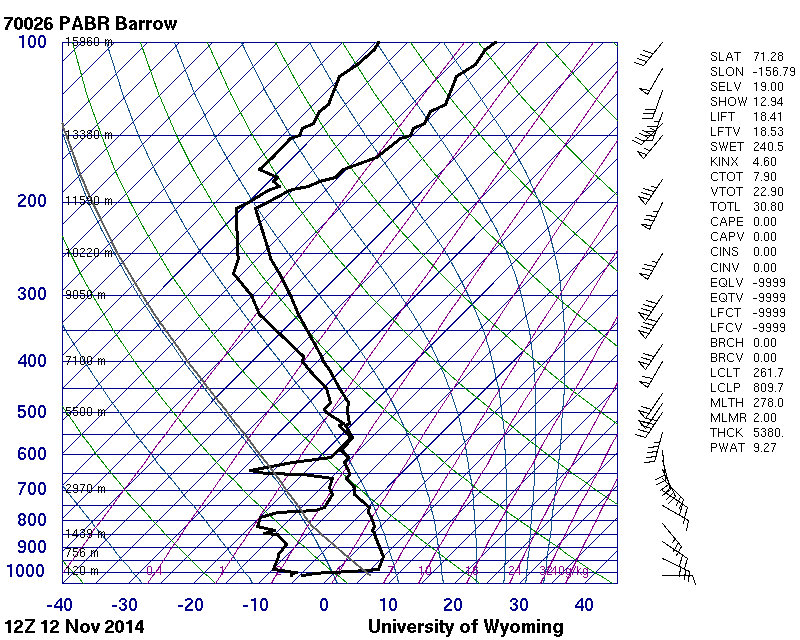 70026 PABR Barrow
100
15960 m
13380 m
200
11590 m
10220 m
300
9050 m
400
7100 m
500
5500 m
600
700
2970 m
800
1439 m
900
756 m
1000
120 m
0.4
1
2
4
7
10
16
24
32
40g/kg
-40
-30
-20
-10
0
10
20
30
40
12Z 12 Nov 2014
University of Wyoming
SLAT 71.28
SLON -156.79
SELV 19.00
SHOW 12.94
LIFT 18.41
LFTV 18.53
SWET 240.5
KINX 4.60
CTOT 7.90
VTOT 22.90
TOTL 30.80
CAPE 0.00
CAPV 0.00
CINS 0.00
CINV 0.00
EQLV -9999
EQTV -9999
LFCT -9999
LFCV -9999
BRCH 0.00
BRCV 0.00
LCLT 261.7
LCLP 809.7
MLTH 278.0
MLMR 2.00
THCK 5380.
PWAT 9.27